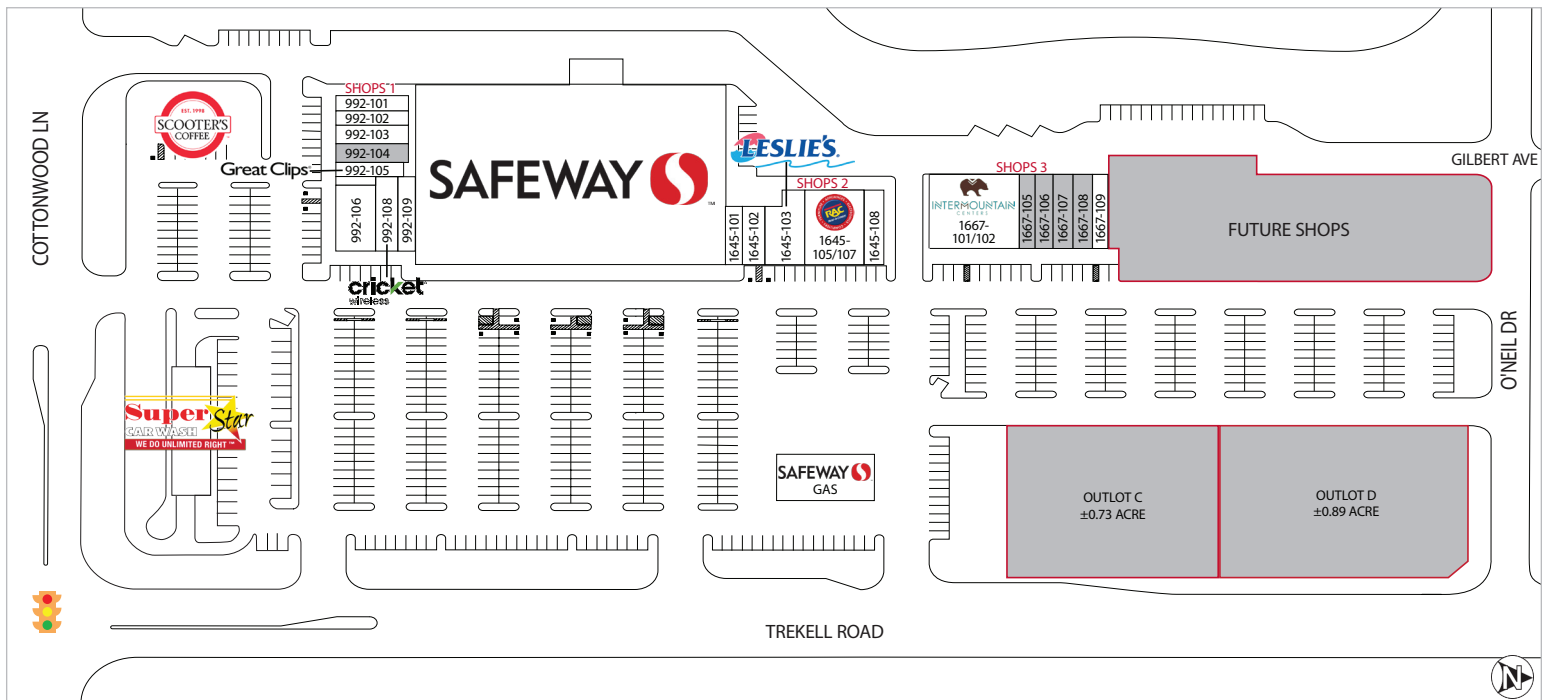 COTTONWOOD LN
EST. 1998
SCOOTER'S
COFFEE
SHOPS 1
992-101
992-102
992-103
992-104
Great Clips
992-105
992-106
992-108
992-109
cricket
wireless
SAFEWAY
LESLIE'S
SHOPS 2
1645-101
1645-102
1645-103
RAC
1645-
105/107
1645-108
SHOPS 3
INTERMOUNTAIN
CENTERS
1667-
101/102
1667-105
1667-106
1667-107
1667-108
1667-109
FUTURE SHOPS
GILBERT AVE
O'NEIL DR
Super Star
CAR WASH
WE DO UNLIMITED RIGHT ™
SAFEWAY
GAS
OUTLOT C
±0.73 ACRE
OUTLOT D
±0.89 ACRE
TREKELL ROAD
N